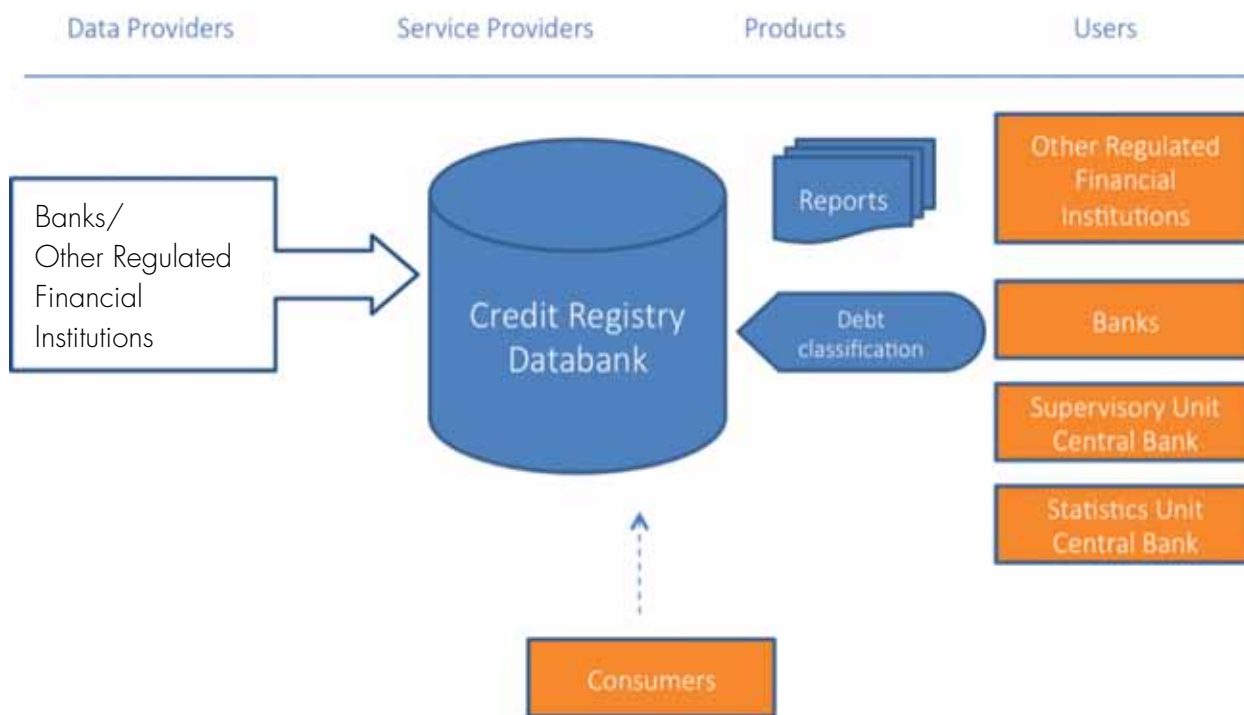 Data Providers
Service Providers
Products
Users
Banks/
Other Regulated
Financial
Institutions
Credit Registry
Databank
Reports
Debt
classification
Other Regulated
Financial
Institutions
Banks
Supervisory Unit
Central Bank
Statistics Unit
Central Bank
Consumers